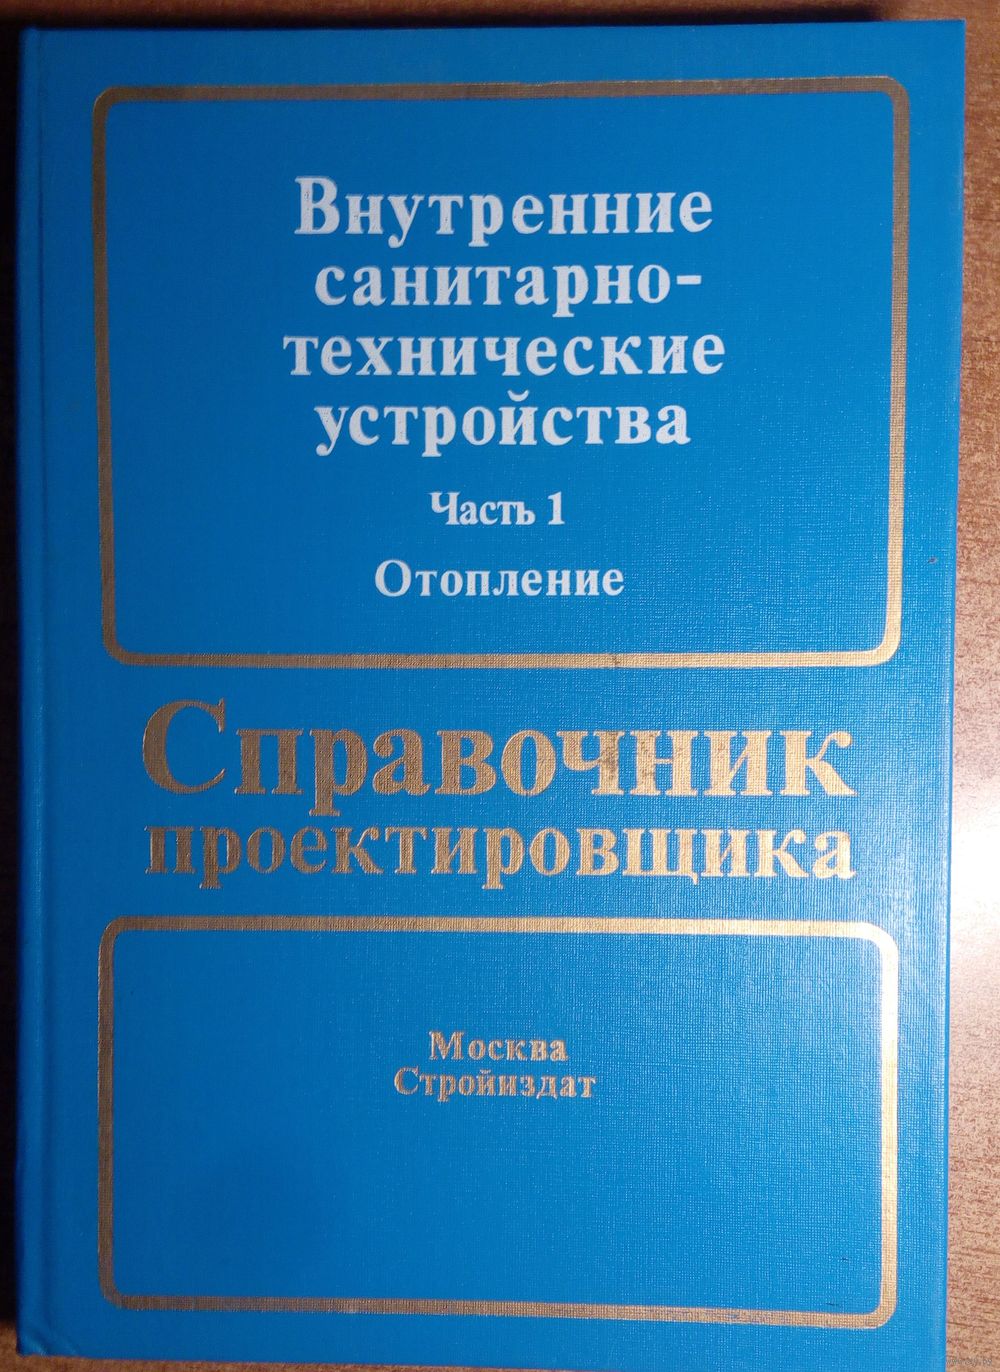 Внутренние
санитарно-
технические
устройства
Часть 1
Отопление
Справочник
проектировщика
Москва
Стройиздат